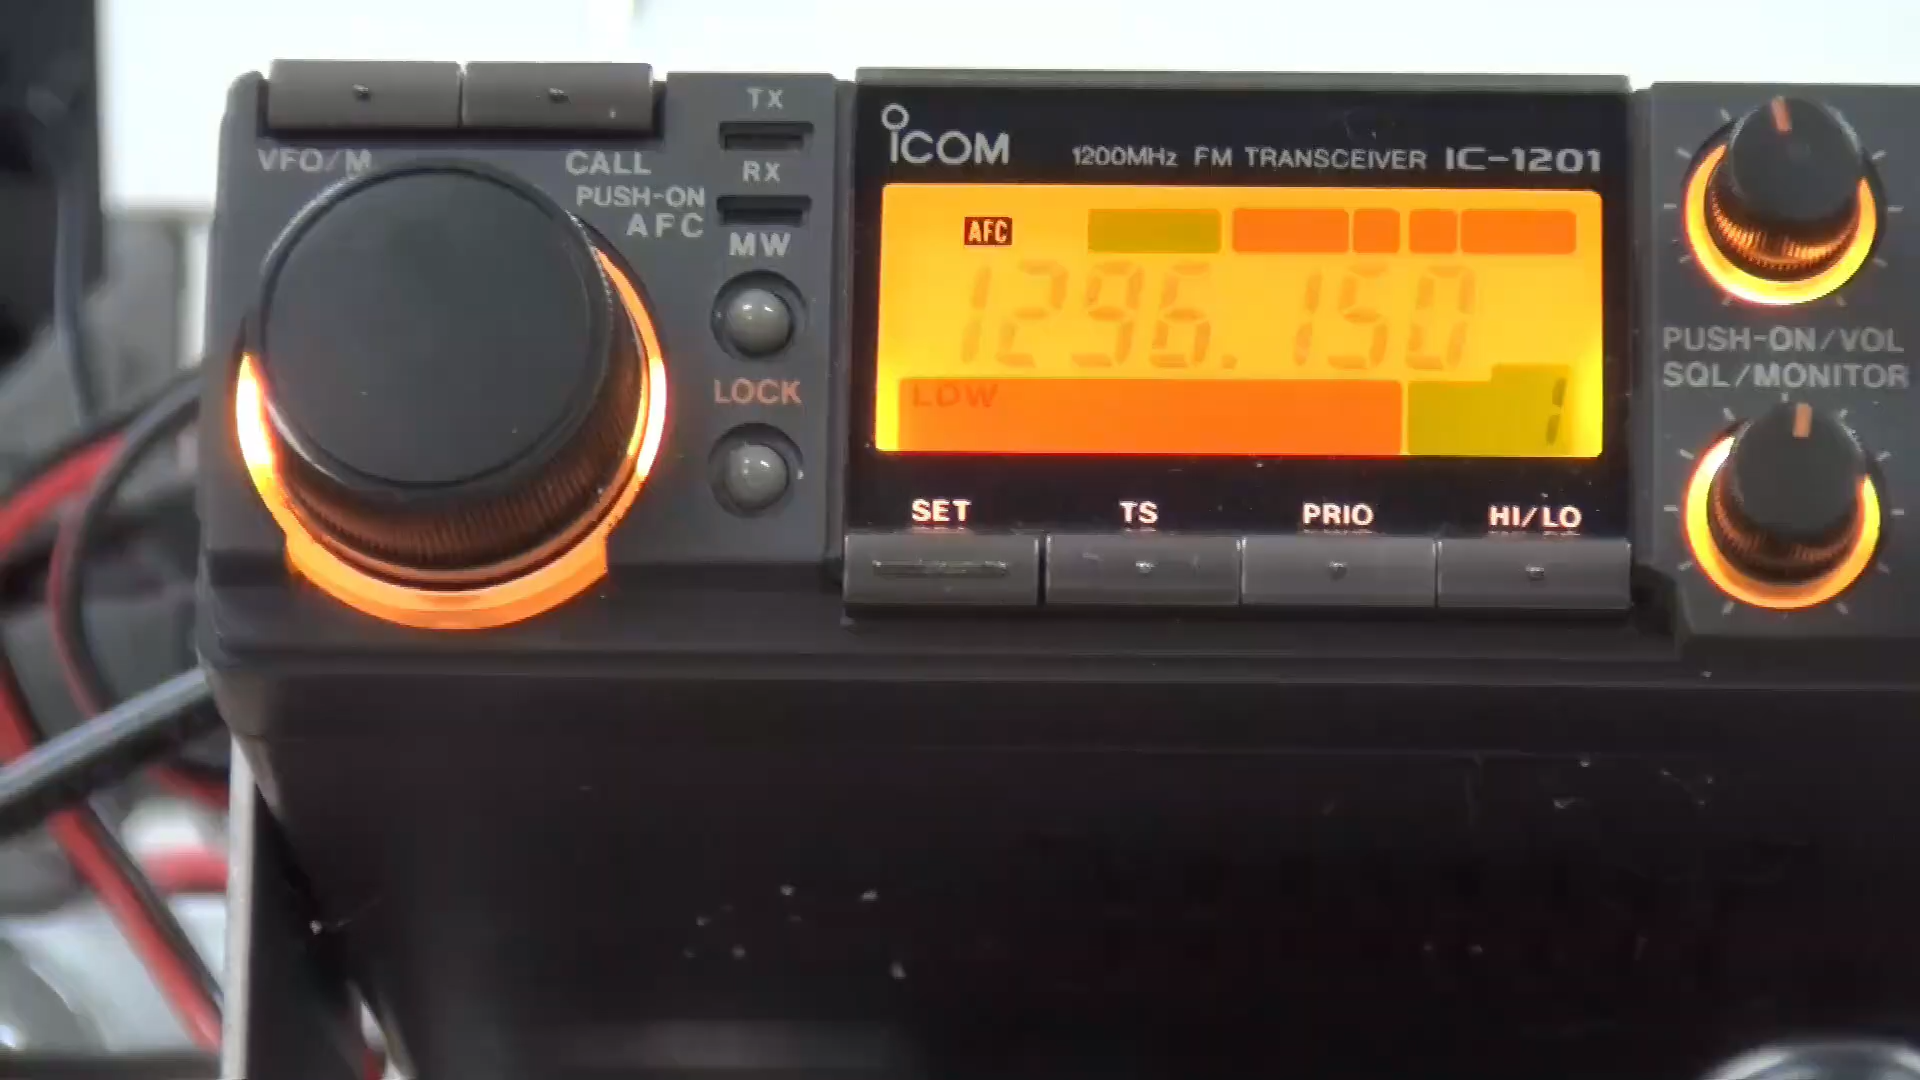 TX
VFO/M
CALL
PUSH-ON
AFC
RX
MW
LOCK
ICOM
1200MHz FM TRANSCEIVER IC-1201
AFC
1296.150
LOW
1
SET
TS
PRIO
HI/LO
PUSH-ON/VOL
SQL/MONITOR